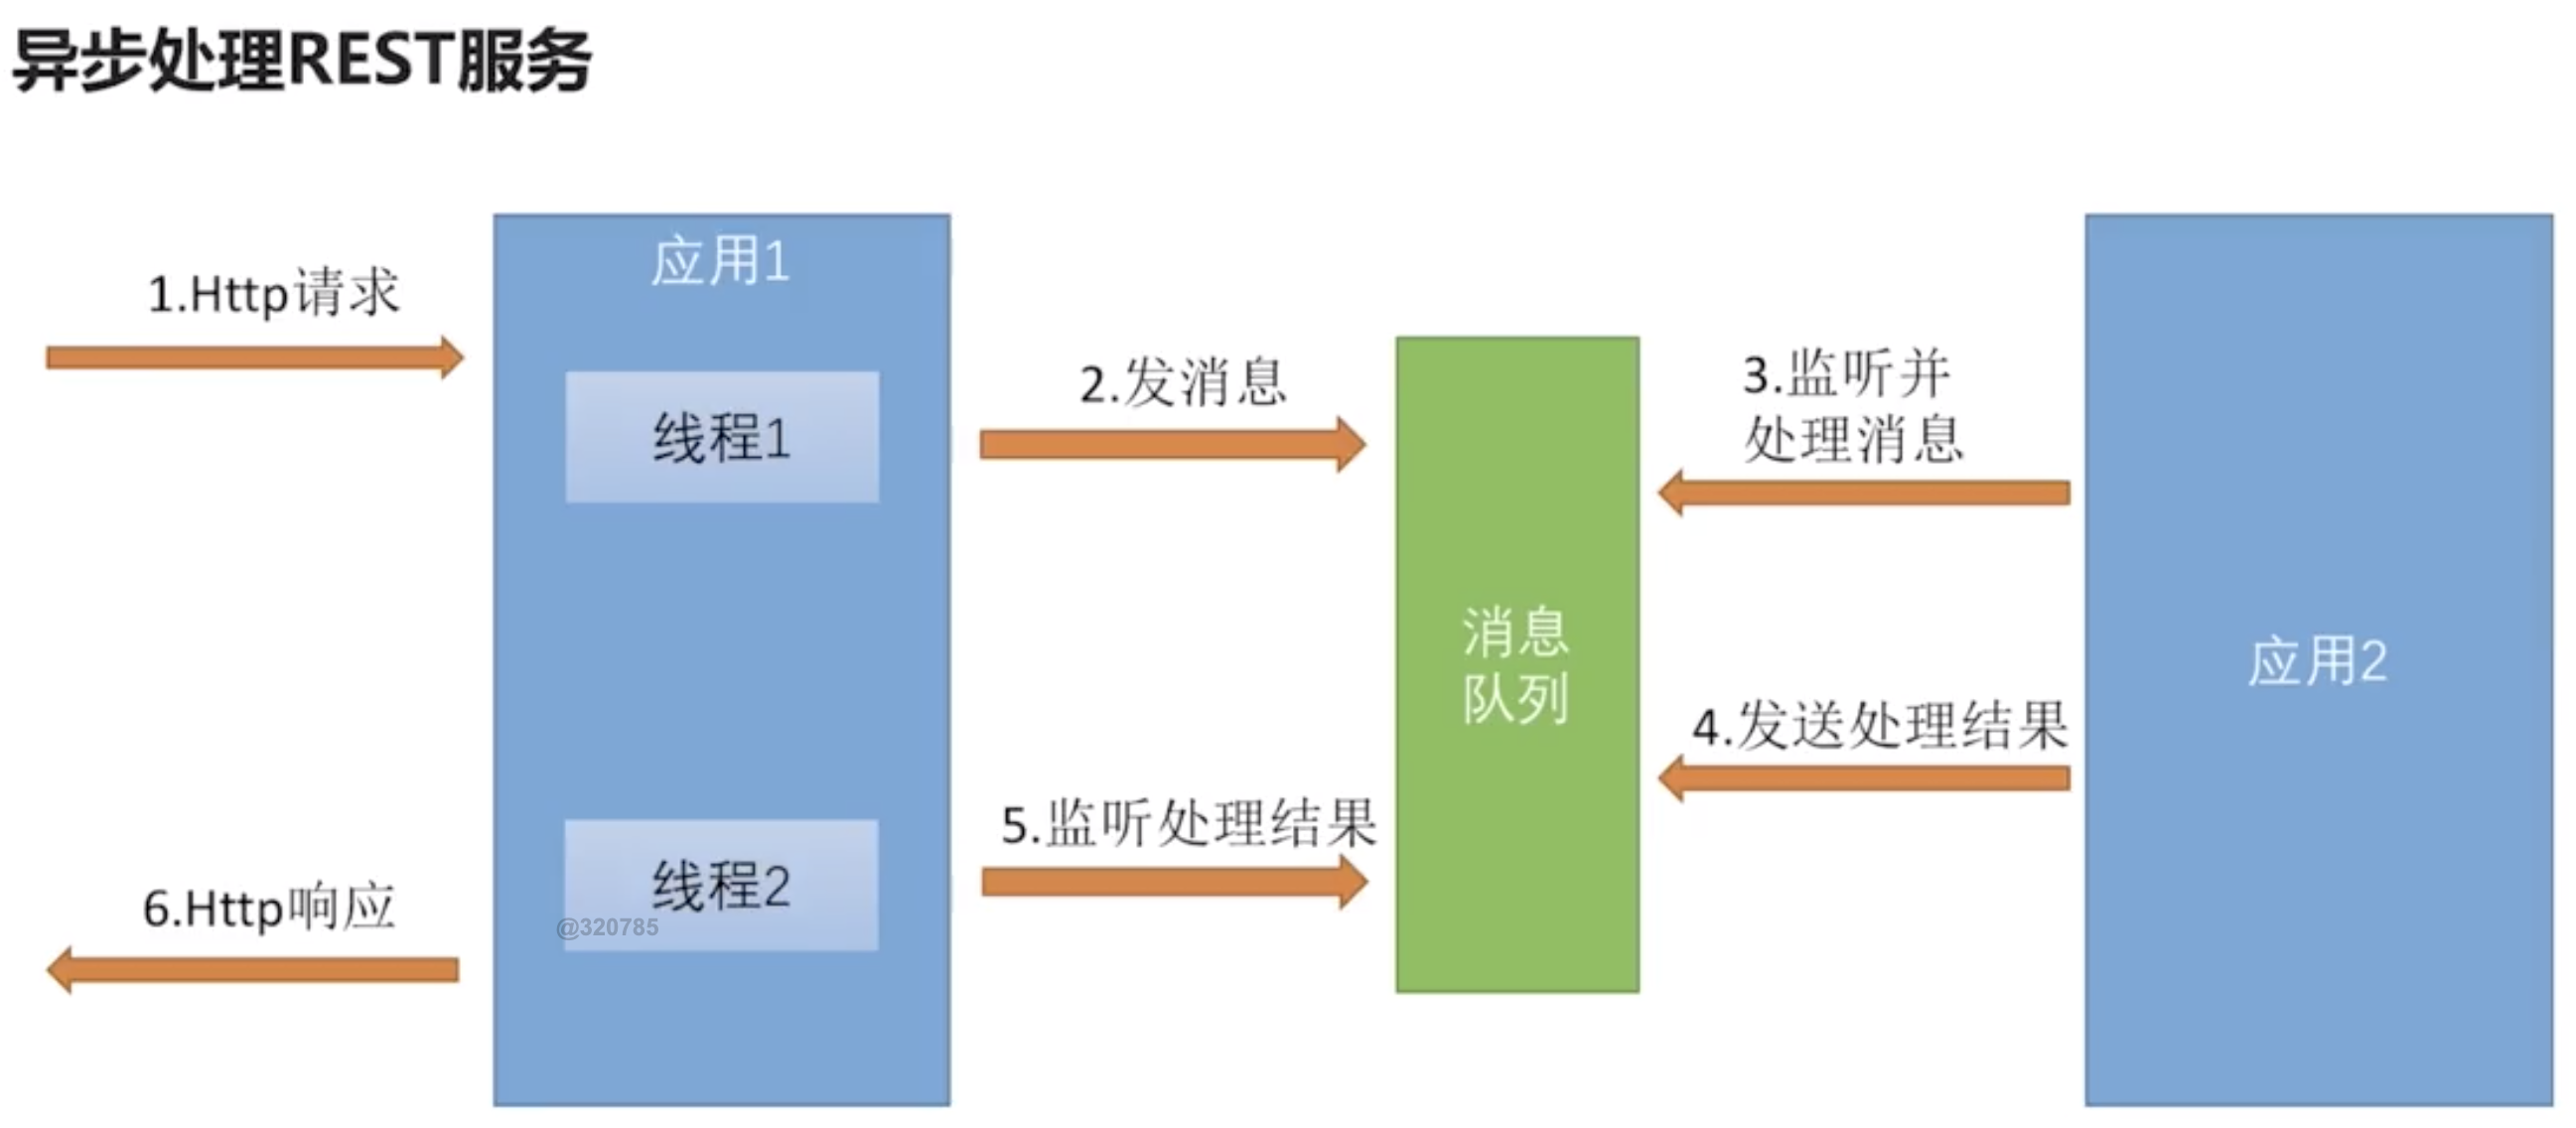 异步处理REST服务
1.Http请求
应用1
线程1
2.发消息
3.监听并
处理消息
消息
队列
应用2
4.发送处理结果
5.监听处理结果
线程2
@320785
6.Http响应